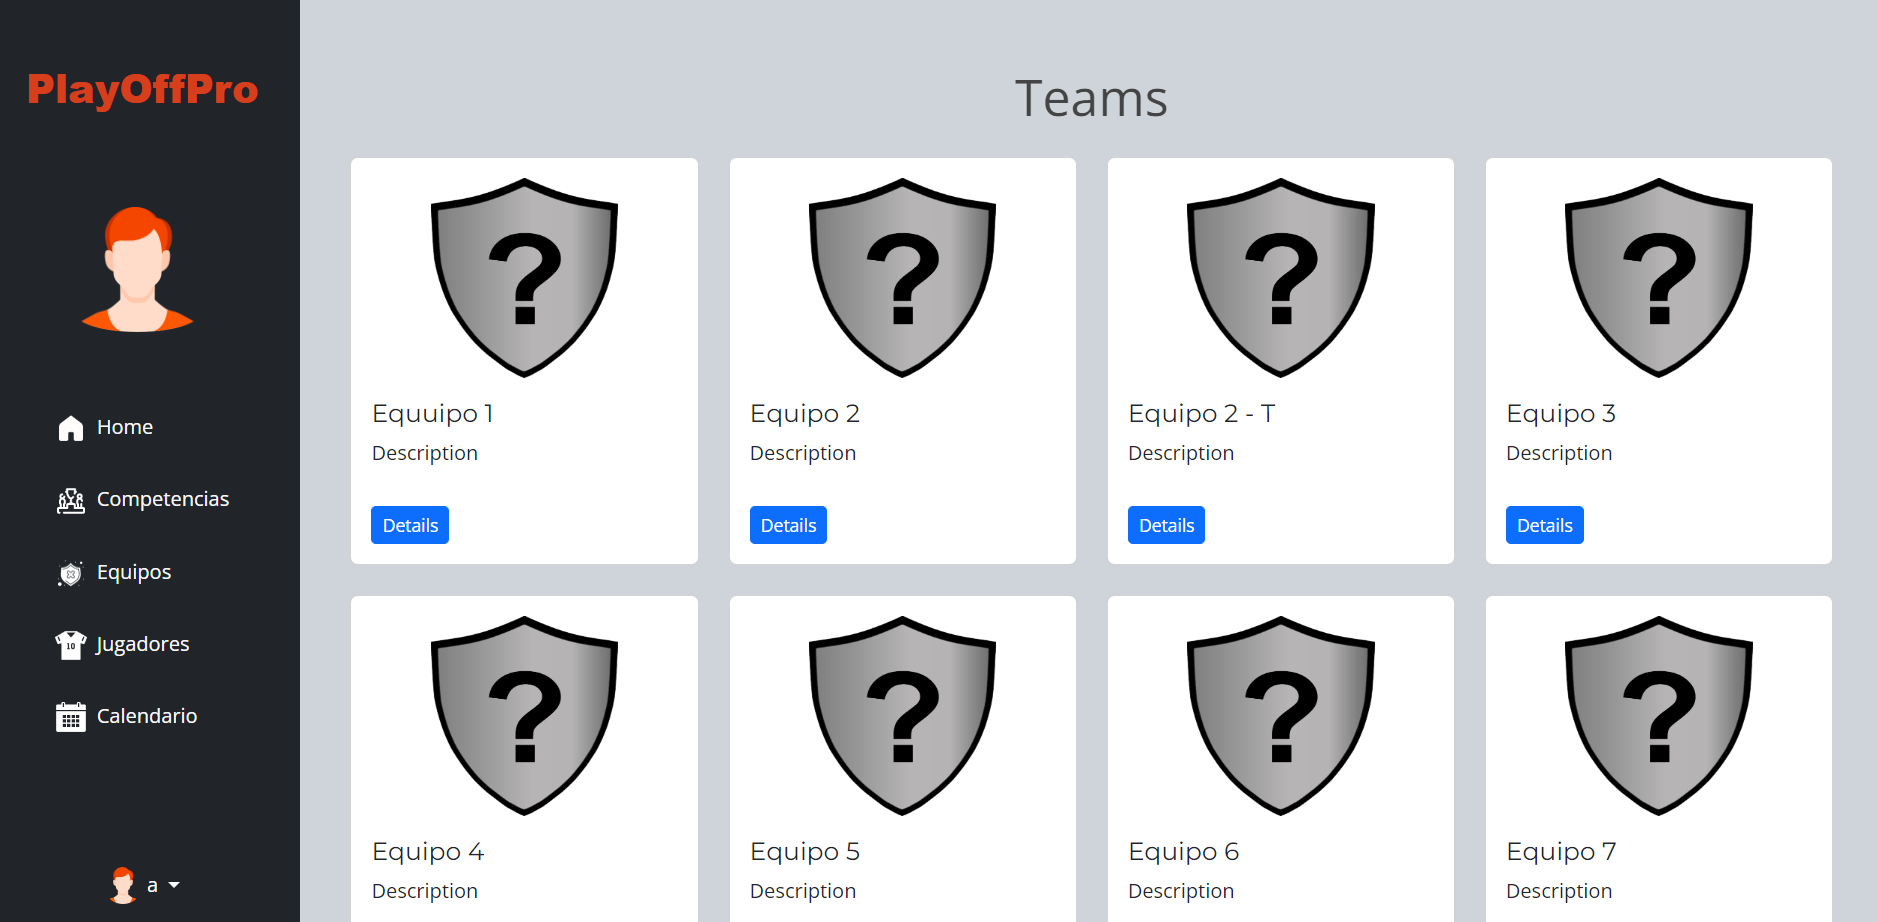 PlayOffPro
Home
Competencias
Equipos
10
Jugadores
Calendario
a
Teams
?
?
?
?
Equuipo 1
Equipo 2
Equipo 2 - T
Equipo 3
Description
Description
Description
Description
Details
Details
Details
Details
?
?
?
?
Equipo 4
Equipo 5
Equipo 6
Equipo 7
Description
Description
Description
Description